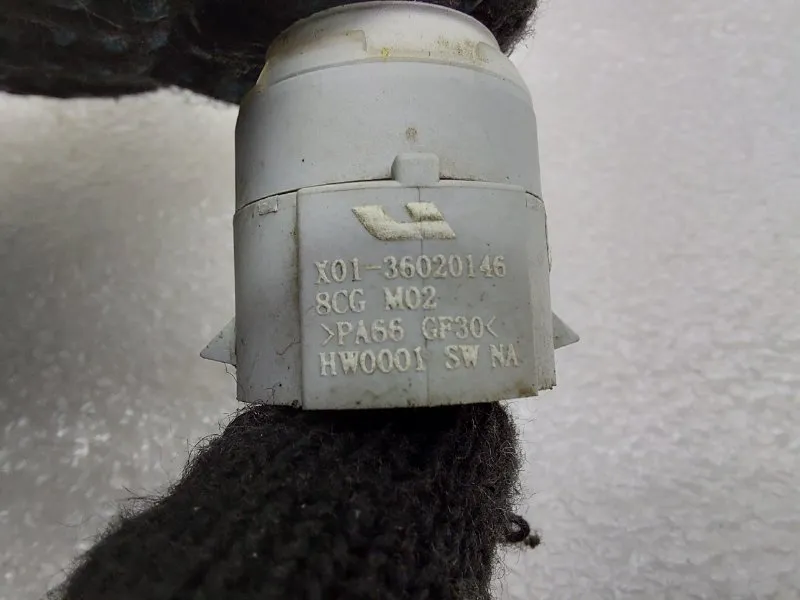 X01-36020146
8CG M02
>PA66 GF30<
HW0001 SW NA